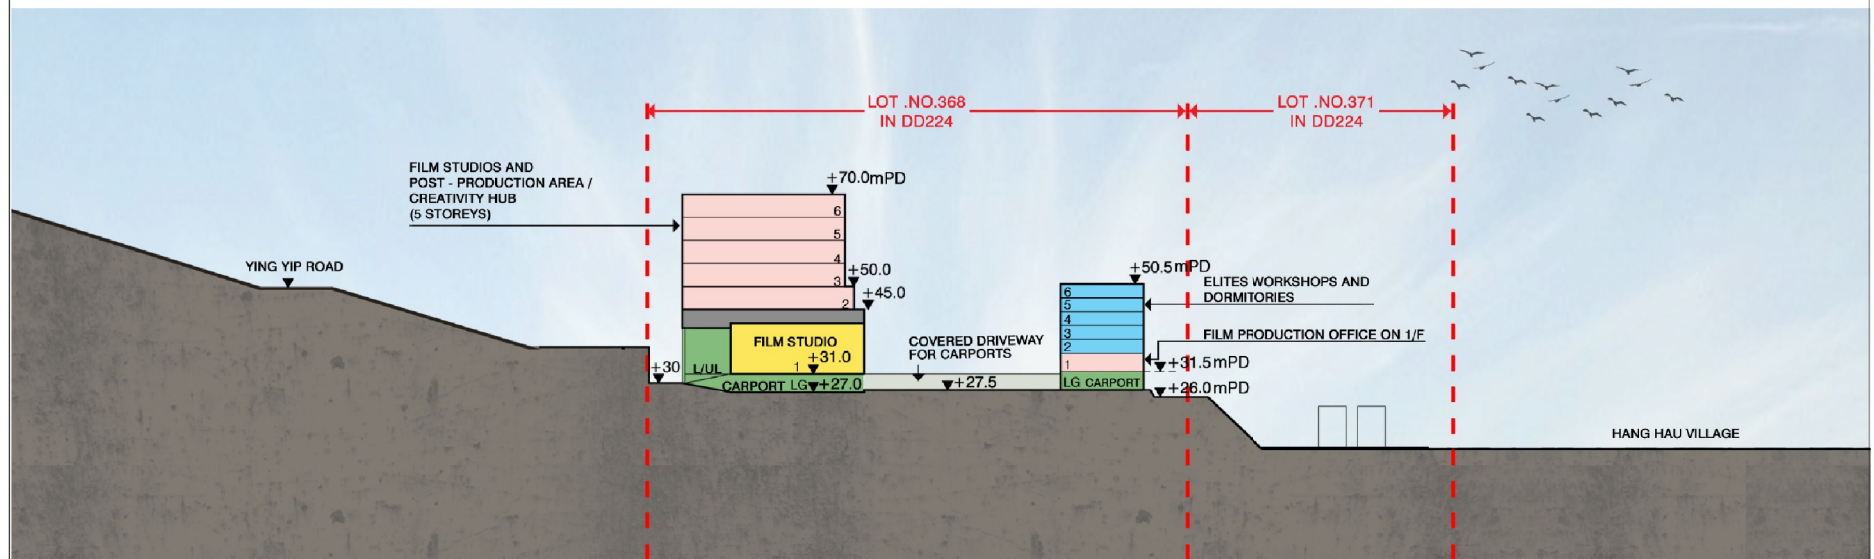 LOT .NO.368
IN DD224
LOT .NO.371
IN DD224
FILM STUDIOS AND
POST - PRODUCTION AREA /
CREATIVITY HUB
(5 STOREYS)
+70.0mPD
6
5
4
3
2
+50.0
+45.0
YING YIP ROAD
+50.5mPD
ELITES WORKSHOPS AND
DORMITORIES
6
5
4
3
2
1
FILM PRODUCTION OFFICE ON 1/F
FILM STUDIO
1 +31.0
COVERED DRIVEWAY
FOR CARPORTS
+30
L/UL
CARPORT LG +27.0
+27.5
LG CARPORT
+31.5mPD
+26.0mPD
HANG HAU VILLAGE